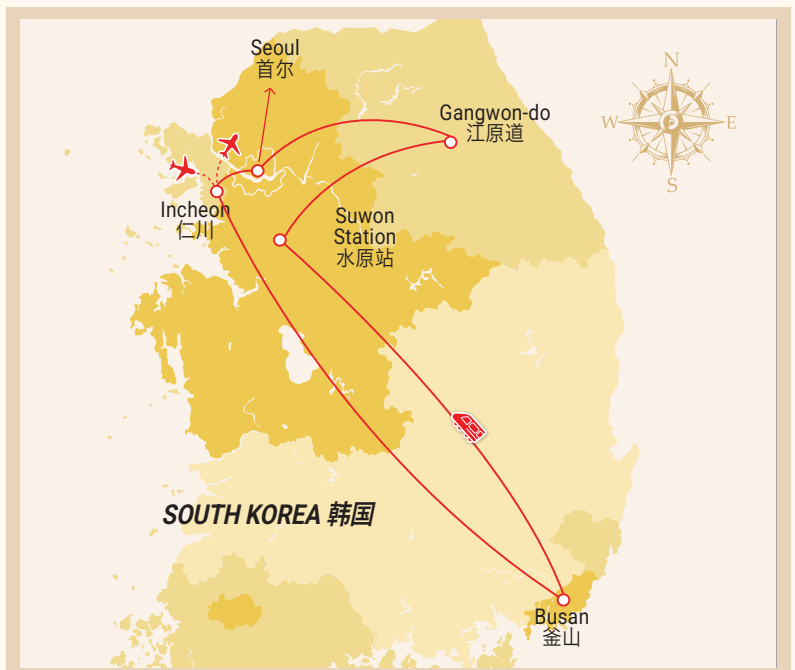 Seoul
首尔
N
W
E
S
Gangwon-do
江原道
Incheon
仁川
Suwon
Station
水原站
SOUTH KOREA 韩国
Busan
釜山